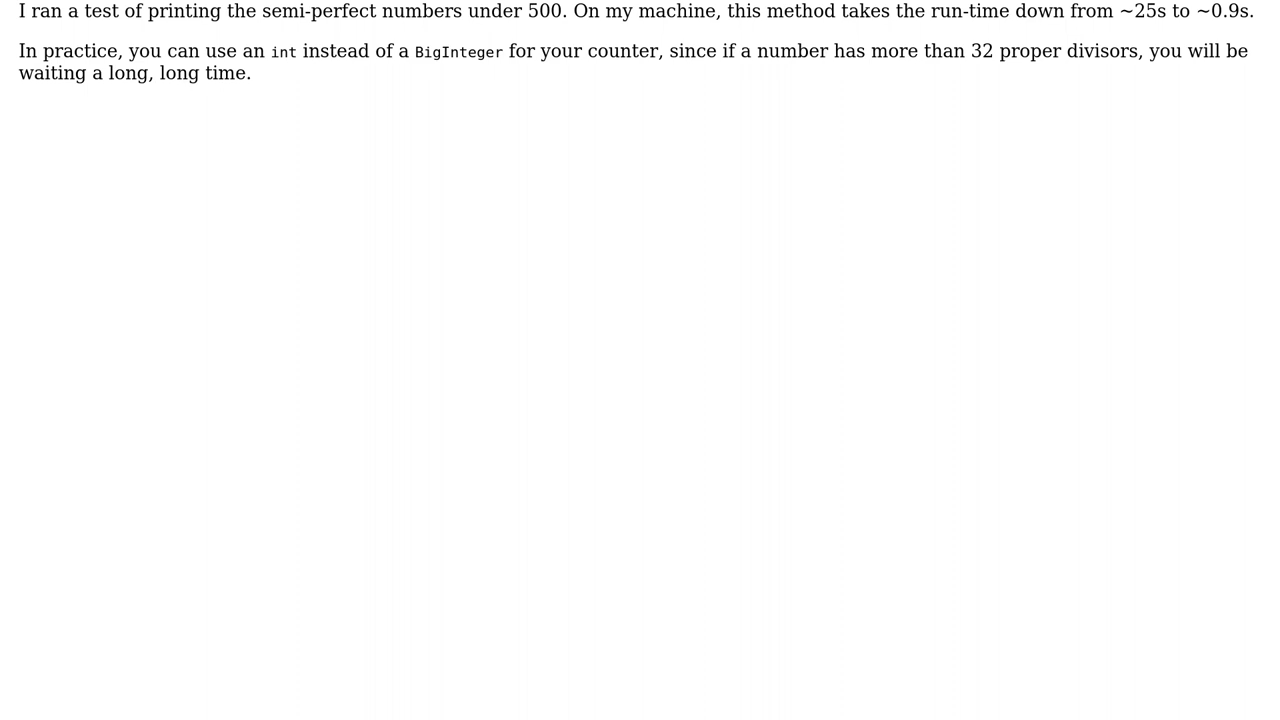 I ran a test of printing the semi-perfect numbers under 500. On my machine, this method takes the run-time down from ~25s to ~0.9s.
In practice, you can use an int instead of a BigInteger for your counter, since if a number has more than 32 proper divisors, you will be
waiting a long, long time.